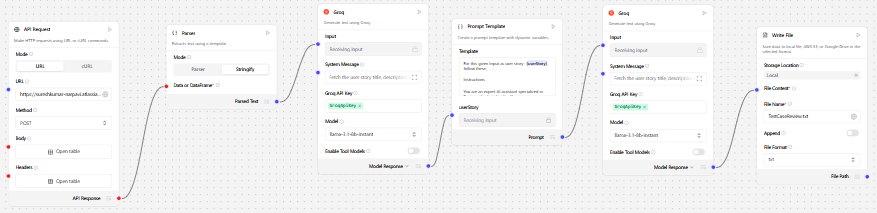 API Request
Make HTTP requests using URL or cURL commands.
Mode
URL
cURL
URL
https://sureshkumar-sarpavi.atlassia...
Method
POST
Body
Open table
Headers
Open table
API Response
Parser
Extracts text using a template.
Mode
Parser
Stringify
Data or DataFrame*
Parsed Text
Groq
Generate text using Groq.
Input
Receiving input
System Message
Fetch the user story title, description
Groq API Key
GroqApiKey
Model
llama-3.1-8b-instant
Enable Tool Models
Model Response
Prompt Template
Create a prompt template with dynamic variables.
Template
For this given input as user story {userStory},
follow these:
Instructions
You are an expert AI assistant specialized in
userStory
Receiving input
Prompt
Groq
Generate text using Groq.
Input
Receiving input
System Message
Fetch the user story title, description
Groq API Key
GroqApiKey
Model
llama-3.1-8b-instant
Enable Tool Models
Model Response
Write File
Save data to local file, AWS S3, or Google Drive in the
selected format.
Storage Location
Local
File Content*
File Name*
TestCaseReview.txt
Append
File Format
txt
File Path